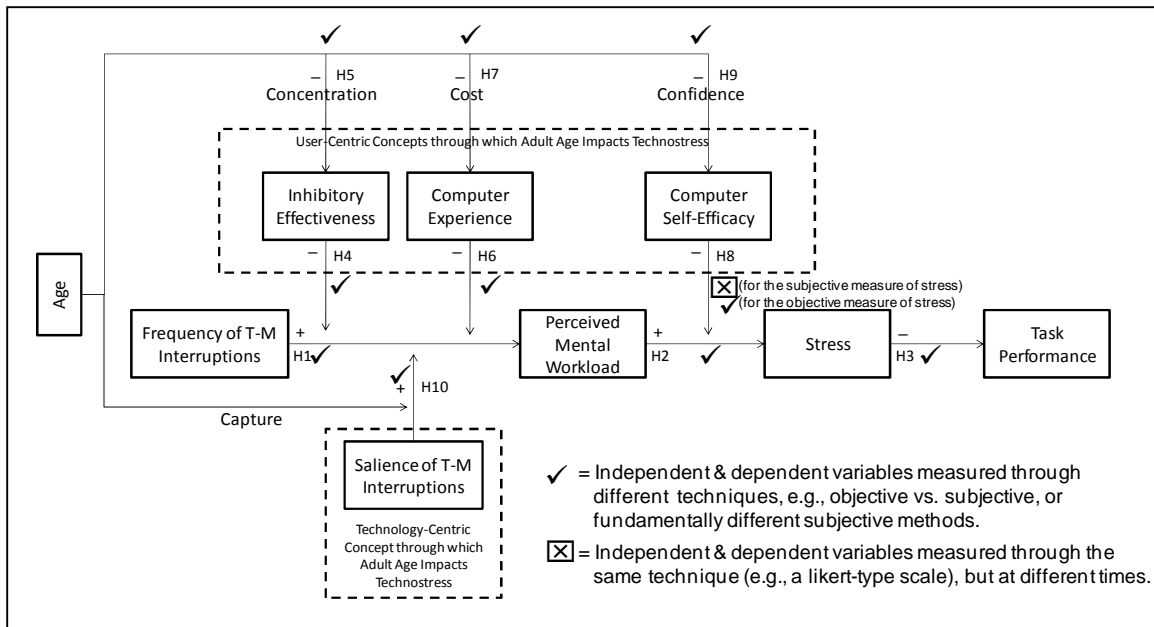 ✓ ✓ ✓
– H5 – H7 – H9
Concentration Cost Confidence
User-Centric Concepts through which Adult Age Impacts Technostress
Inhibitory
Effectiveness
Computer
Experience
Computer
Self-Efficacy
– H4 – H6 – H8
✓ ✓
☒ (for the subjective measure of stress)
✓ (for the objective measure of stress)
Age
Frequency of T-M
Interruptions
+
H1 ✓
Perceived
Mental
Workload
+
H2 ✓
Stress
–
H3 ✓
Task
Performance
✓
+ H10
Capture
Salience of T-M
Interruptions
Technology-Centric
Concept through which
Adult Age Impacts
Technostress
✓ = Independent & dependent variables measured through
different techniques, e.g., objective vs. subjective, or
fundamentally different subjective methods.
☒ = Independent & dependent variables measured through the
same technique (e.g., a likert-type scale), but at different times.